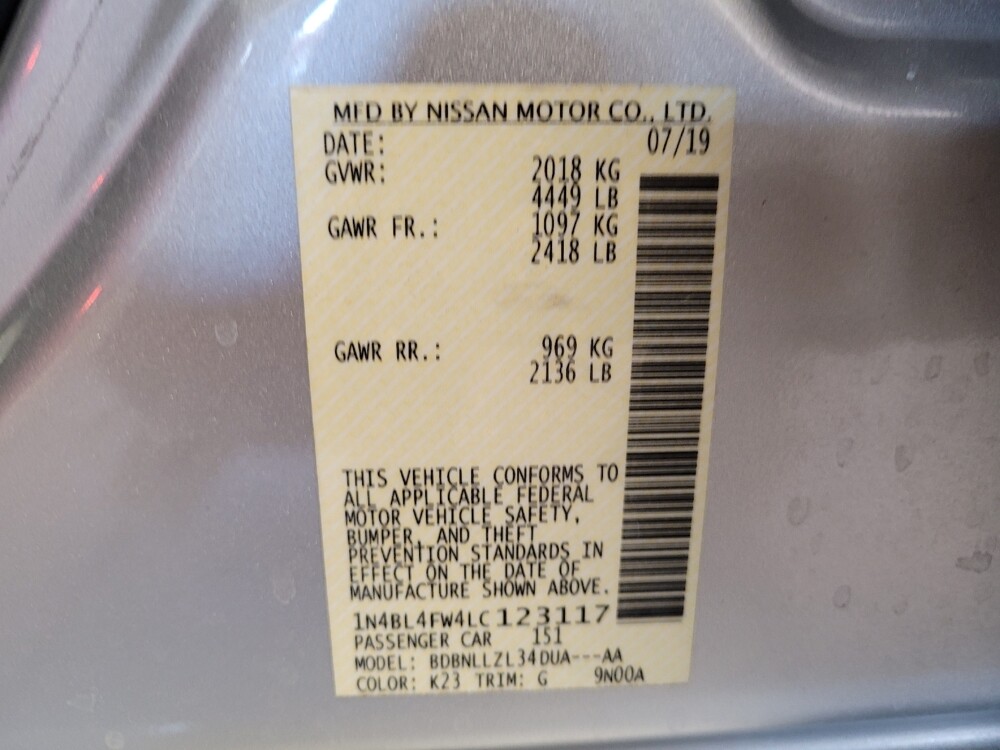 MFD BY NISSAN MOTOR CO., LTD.
DATE: 07/19
GVWR: 2018 KG
4449 LB
GAWR FR.: 1097 KG
2418 LB
GAWR RR.: 969 KG
2136 LB
THIS VEHICLE CONFORMS TO
ALL APPLICABLE FEDERAL
MOTOR VEHICLE SAFETY,
BUMPER, AND THEFT
PREVENTION STANDARDS IN
EFFECT ON THE DATE OF
MANUFACTURE SHOWN ABOVE.
1N4BL4FW4LC123117
PASSENGER CAR 151
MODEL: BDBNLLZL34DUA---AA
COLOR: K23 TRIM: G 9N00A